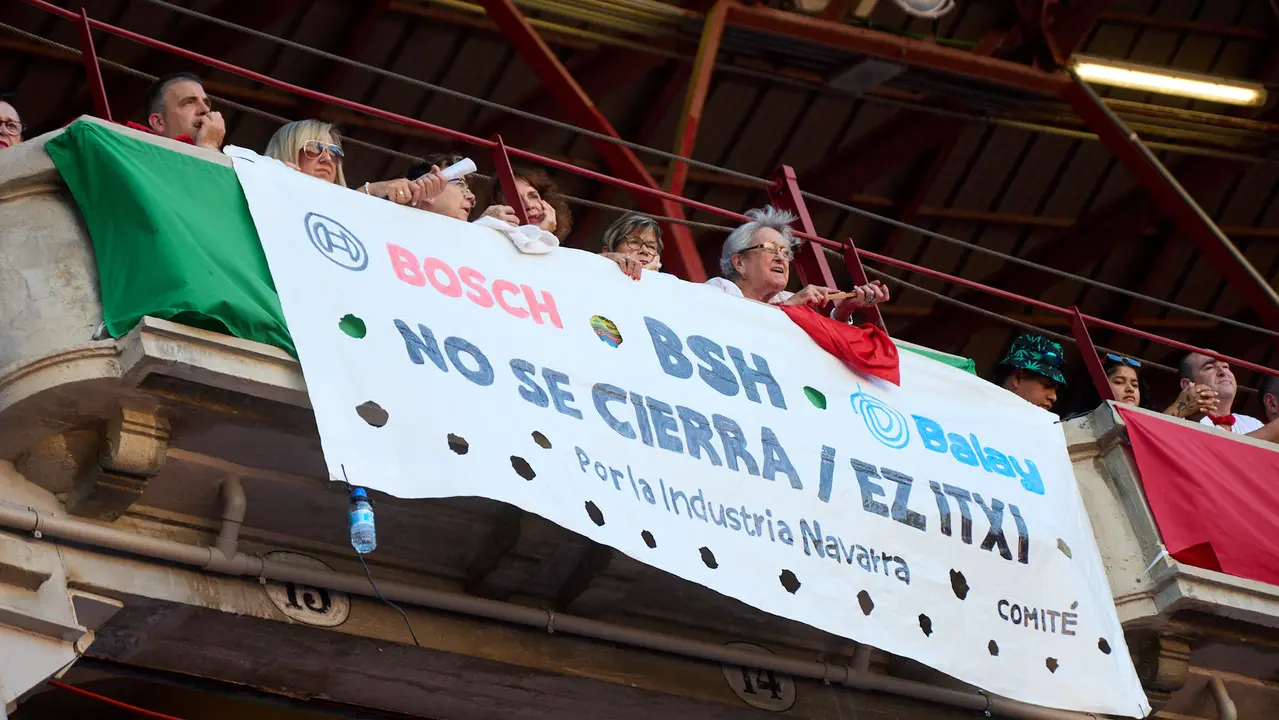 BOSCH
BSH
Balay
NO SE CIERRA / EZ ITXI
Por la Industria Navarra
COMITÉ
13
14